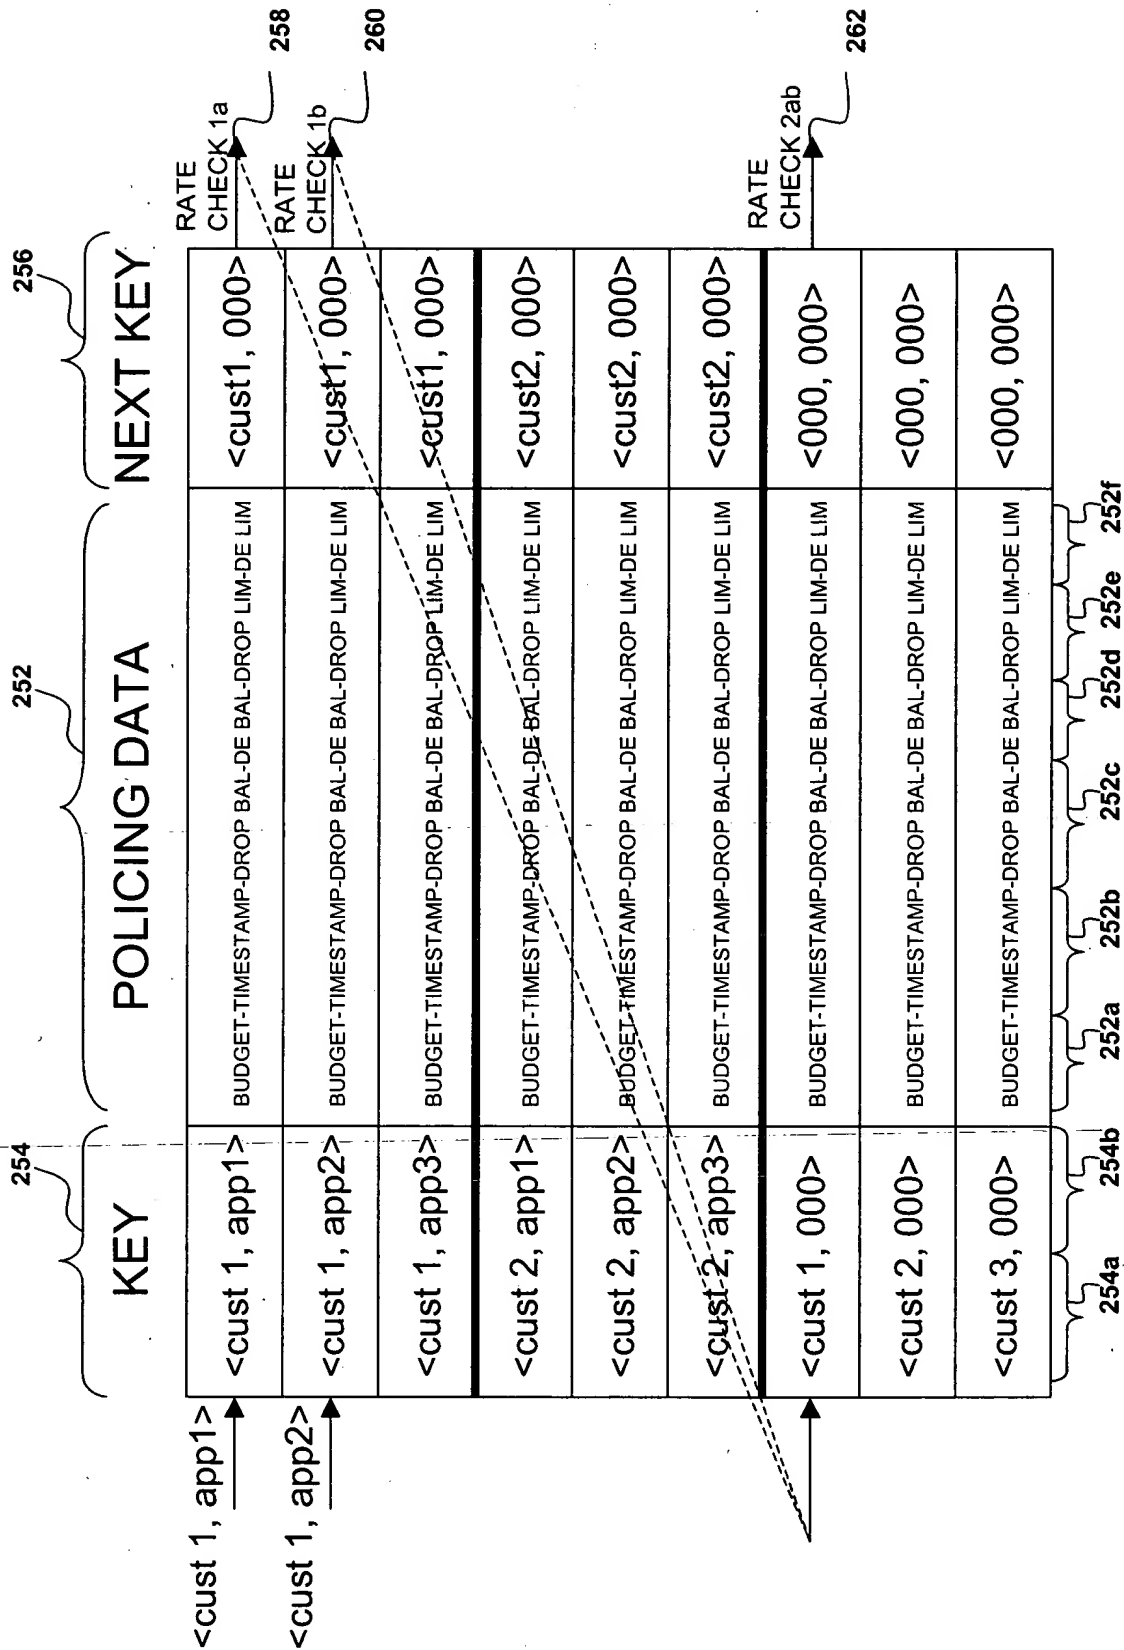 254
252
256
KEY
POLICING DATA
NEXT KEY
RATE
CHECK 1a
258
<cust 1, app1>
<cust 1, app1>
BUDGET-TIMESTAMP-DROP BAL-DE BAL-DROP LIM-DE LIM
<cust1, 000>
RATE
CHECK 1b
260
<cust 1, app2>
<cust 1, app2>
BUDGET-TIMESTAMP-DROP BAL-DE BAL-DROP LIM-DE LIM
<cust1, 000>
<cust 1, app3>
BUDGET-TIMESTAMP-DROP BAL-DE BAL-DROP LIM-DE LIM
<cust1, 000>
<cust 2, app1>
BUDGET-TIMESTAMP-DROP BAL-DE BAL-DROP LIM-DE LIM
<cust2, 000>
<cust 2, app2>
BUDGET-TIMESTAMP-DROP BAL-DE BAL-DROP LIM-DE LIM
<cust2, 000>
<cust 2, app3>
BUDGET-TIMESTAMP-DROP BAL-DE BAL-DROP LIM-DE LIM
<cust2, 000>
RATE
CHECK 2ab
262
<cust 1, 000>
BUDGET-TIMESTAMP-DROP BAL-DE BAL-DROP LIM-DE LIM
<000, 000>
<cust 2, 000>
BUDGET-TIMESTAMP-DROP BAL-DE BAL-DROP LIM-DE LIM
<000, 000>
<cust 3, 000>
BUDGET-TIMESTAMP-DROP BAL-DE BAL-DROP LIM-DE LIM
<000, 000>
254a
254b
252a
252b
252c
252d
252e
252f